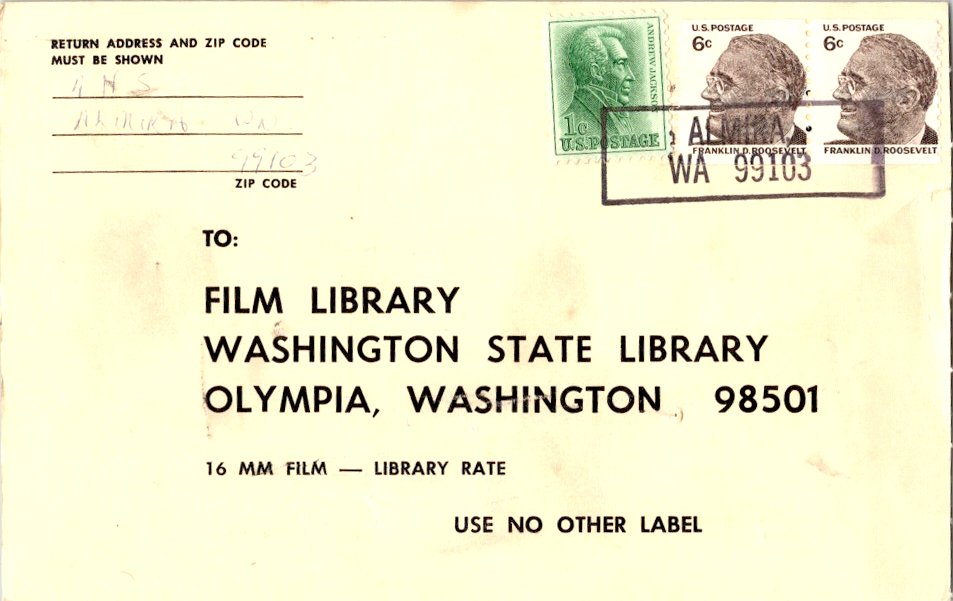 RETURN ADDRESS AND ZIP CODE
MUST BE SHOWN
A H S
Almira Wa.
99103
ZIP CODE
ANDREW JACKSON
1c
U.S. POSTAGE
U.S. POSTAGE
6c
FRANKLIN D. ROOSEVELT
U.S. POSTAGE
6c
FRANKLIN D. ROOSEVELT
ALMIRA,
WA 99103
TO:
FILM LIBRARY
WASHINGTON STATE LIBRARY
OLYMPIA, WASHINGTON 98501
16 MM FILM — LIBRARY RATE
USE NO OTHER LABEL